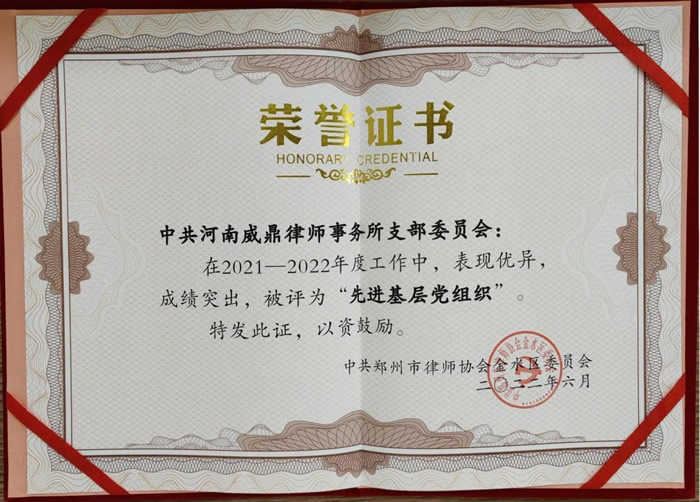 荣誉证书
HONORARY CREDENTIAL
中共河南威鼎律师事务所支部委员会：
在2021—2022年度工作中，表现优异，
成绩突出，被评为“先进基层党组织”。
特发此证，以资鼓励。
中共郑州市律师协会金水区委员会
二〇二二年六月